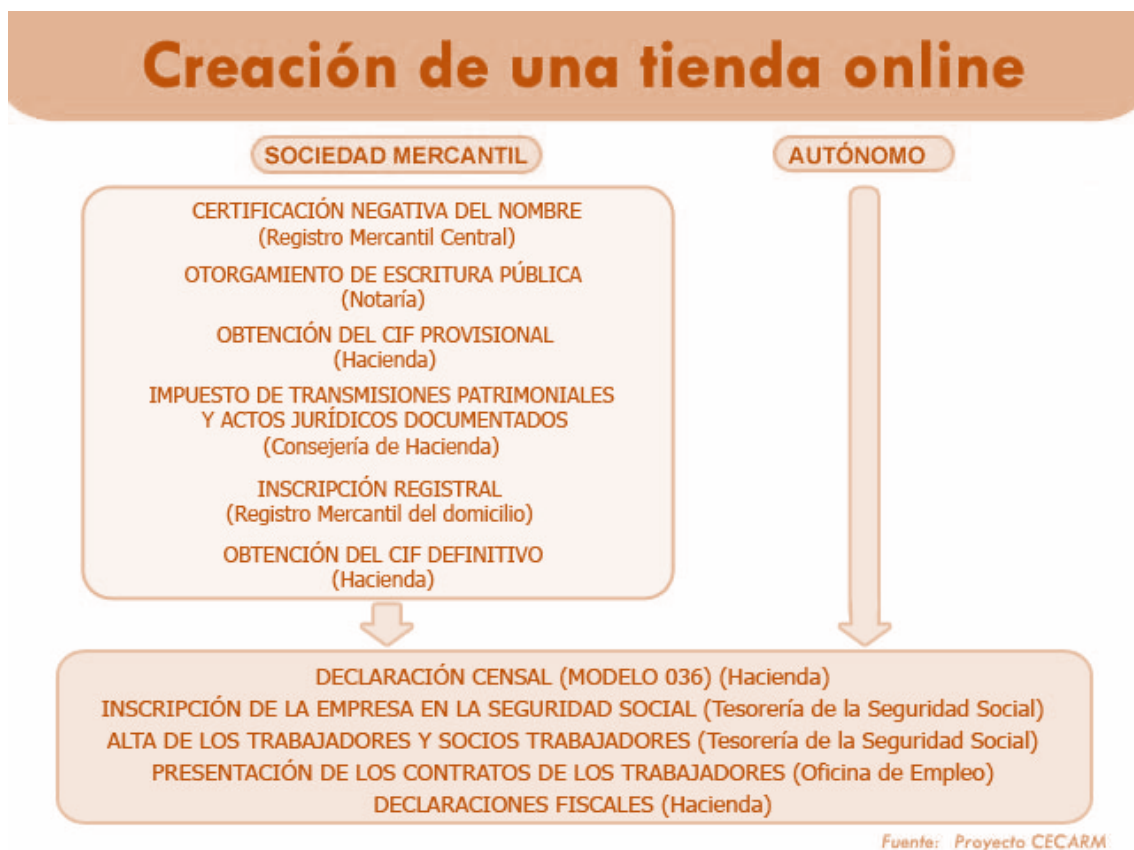 Creación de una tienda online
SOCIEDAD MERCANTIL
CERTIFICACIÓN NEGATIVA DEL NOMBRE
(Registro Mercantil Central)
OTORGAMIENTO DE ESCRITURA PÚBLICA
(Notaría)
OBTENCIÓN DEL CIF PROVISIONAL
(Hacienda)
IMPUESTO DE TRANSMISIONES PATRIMONIALES
Y ACTOS JURÍDICOS DOCUMENTADOS
(Consejería de Hacienda)
INSCRIPCIÓN REGISTRAL
(Registro Mercantil del domicilio)
OBTENCIÓN DEL CIF DEFINITIVO
(Hacienda)
AUTÓNOMO
DECLARACIÓN CENSAL (MODELO 036) (Hacienda)
INSCRIPCIÓN DE LA EMPRESA EN LA SEGURIDAD SOCIAL (Tesorería de la Seguridad Social)
ALTA DE LOS TRABAJADORES Y SOCIOS TRABAJADORES (Tesorería de la Seguridad Social)
PRESENTACIÓN DE LOS CONTRATOS DE LOS TRABAJADORES (Oficina de Empleo)
DECLARACIONES FISCALES (Hacienda)
Fuente: Proyecto CECARM